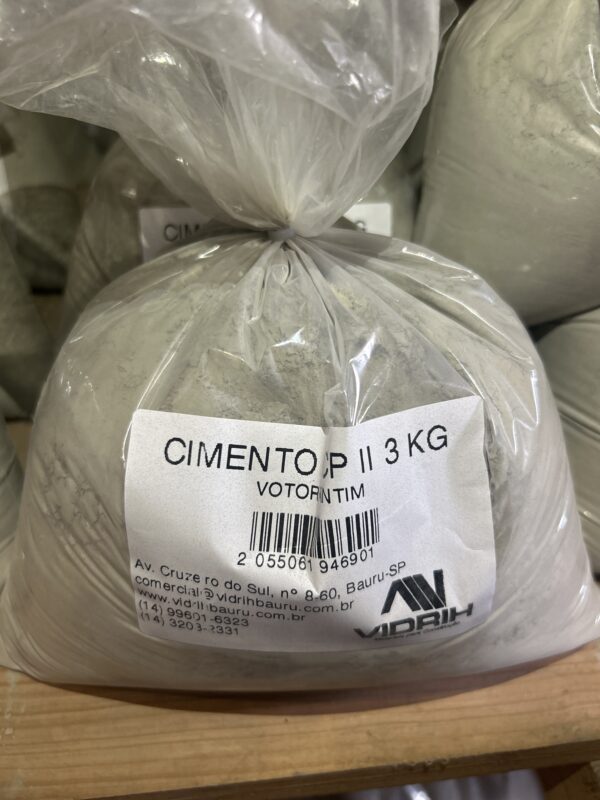 CIM G
CIMENTO CP II 3 KG
VOTORANTIM
2 055061 946901
Av. Cruzeiro do Sul, nº 8-60, Bauru-SP
comercial@vidrihbauru.com.br
www.vidrihbauru.com.br
(14) 99601-6323
(14) 3203-2331
VIDRIH